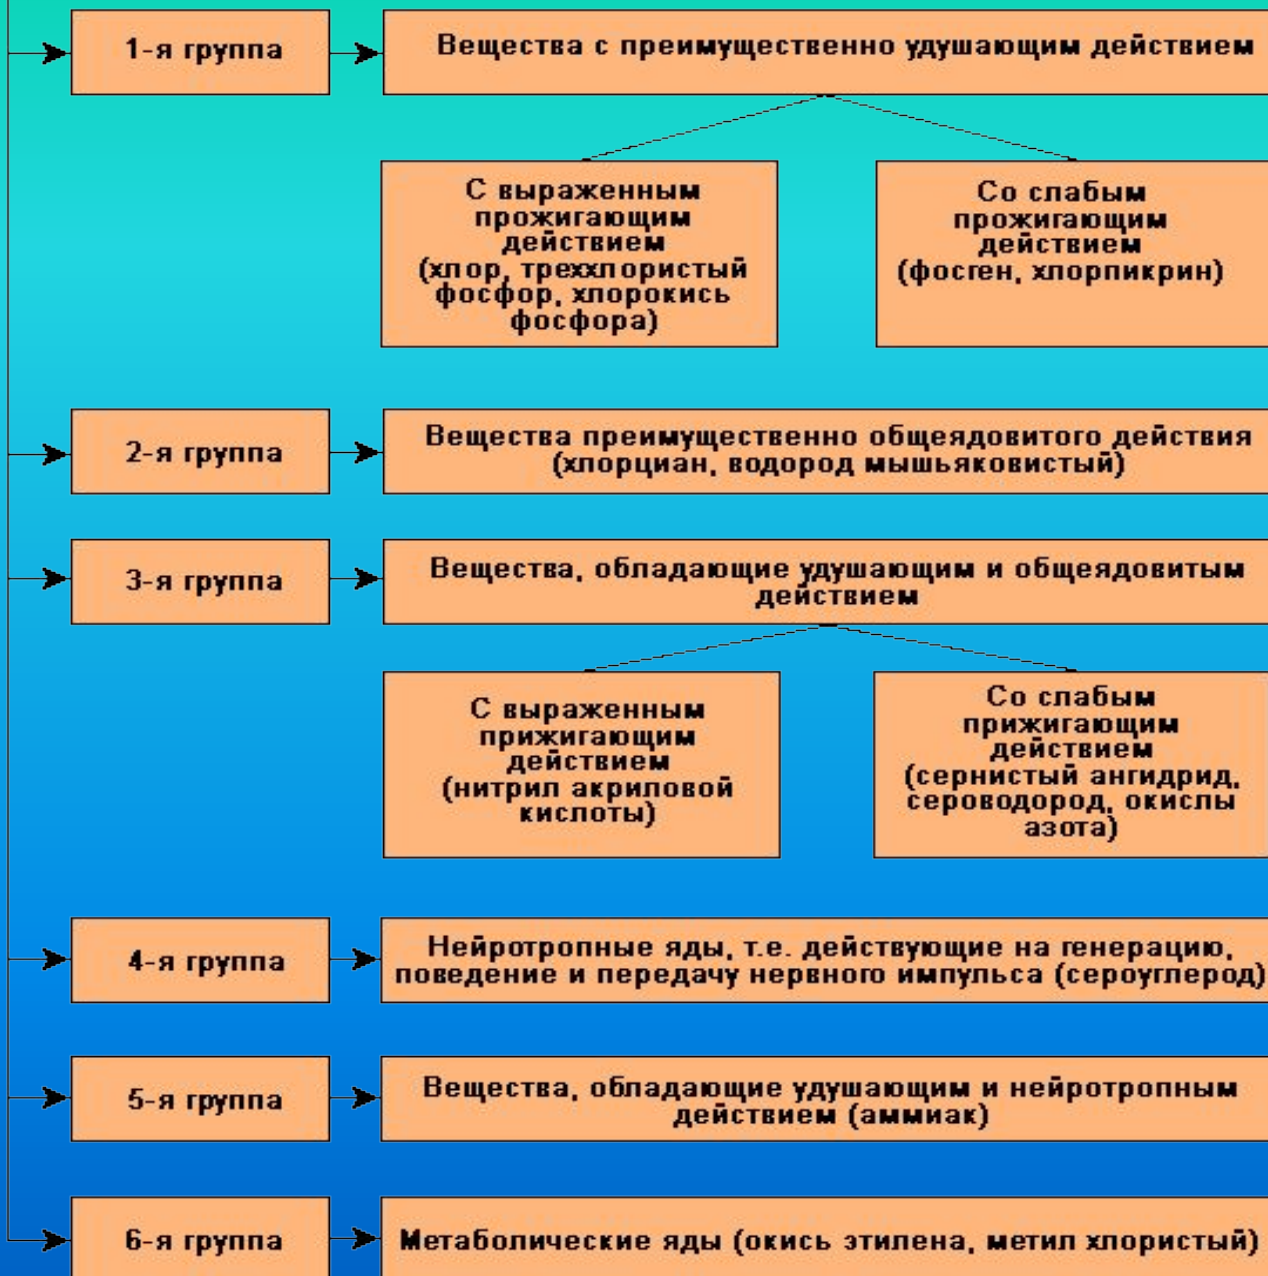 1-я группа
Вещества с преимущественно удушающим действием
С выраженным
прожигающим
действием
(хлор, треххлористый
фосфор, хлорокись
фосфора)
Со слабым
прожигающим
действием
(фосген, хлорпикрин)
2-я группа
Вещества преимущественно общеядовитого действия
(хлорциан, водород мышьяковистый)
3-я группа
Вещества, обладающие удушающим и общеядовитым
действием
С выраженным
прижигающим
действием
(нитрил акриловой
кислоты)
Со слабым
прижигающим
действием
(сернистый ангидрид,
сероводород, окислы
азота)
4-я группа
Нейротропные яды, т.е. действующие на генерацию,
поведение и передачу нервного импульса (сероуглерод)
5-я группа
Вещества, обладающие удушающим и нейротропным
действием (аммиак)
6-я группа
Метаболические яды (окись этилена, метил хлористый)